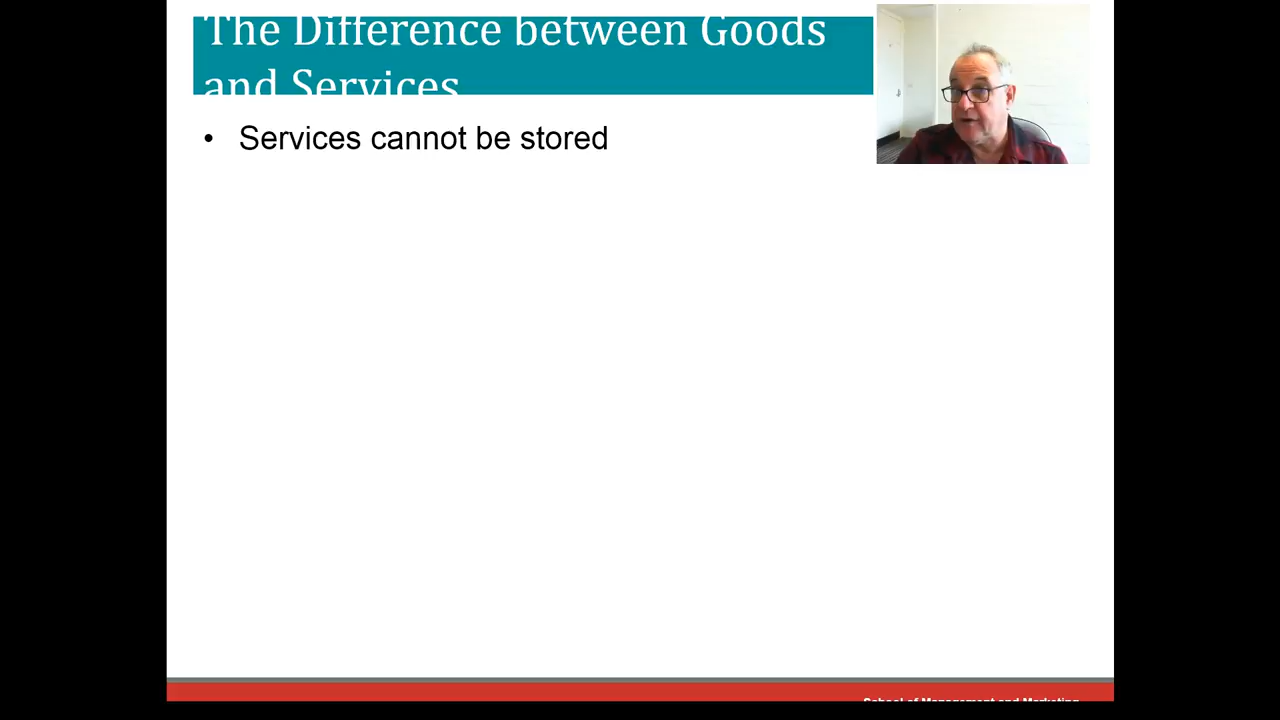 The Difference between Goods
and Services
• Services cannot be stored
School of Management and Marketing